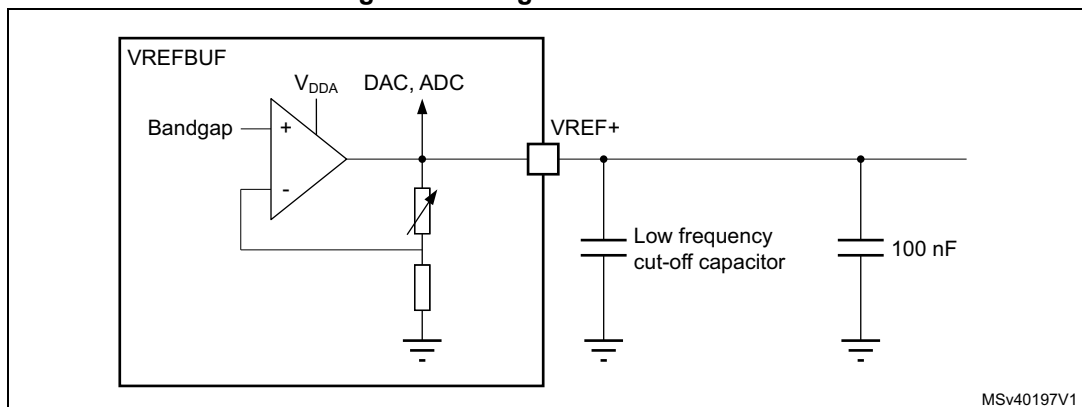 VREFBUF
VDDA
DAC, ADC
Bandgap
+
-
VREF+
Low frequency
cut-off capacitor
100 nF
MSv40197V1